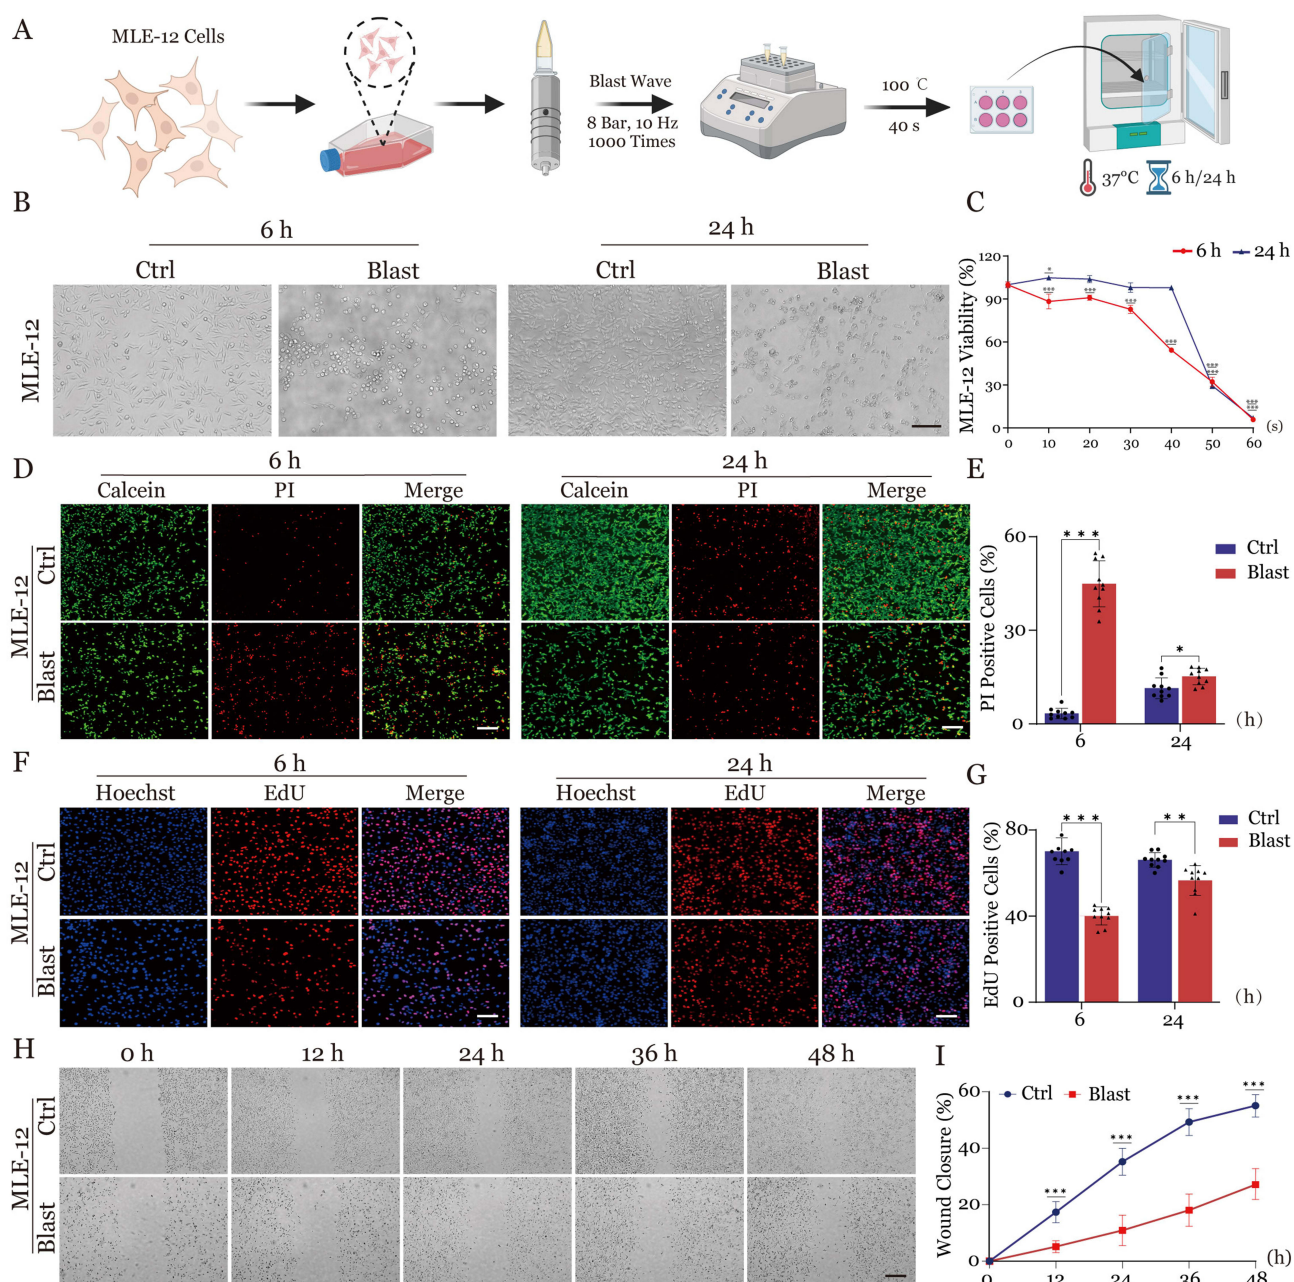 A
MLE-12 Cells
Blast Wave
8 Bar, 10 Hz
1000 Times
100 ℃
40 s
37°C
6 h/24 h
B
6 h
24 h
Ctrl
Blast
Ctrl
Blast
MLE-12
C
6 h
24 h
MLE-12 Viability (%)
120
90
60
30
0
0 10 20 30 40 50 60
(s)
*
***
***
***
***
***
***
***
***
D
6 h
24 h
Calcein PI Merge
Calcein PI Merge
MLE-12
Ctrl
Blast
E
PI Positive Cells (%)
60
30
0
***
*
Ctrl
Blast
6 24
(h)
F
6 h
24 h
Hoechst EdU Merge
Hoechst EdU Merge
MLE-12
Ctrl
Blast
G
EdU Positive Cells (%)
80
40
0
***
**
Ctrl
Blast
6 24
(h)
H
0 h 12 h 24 h 36 h 48 h
MLE-12
Ctrl
Blast
I
Wound Closure (%)
60
40
20
0
Ctrl
Blast
***
***
***
***
0 12 24 36 48
(h)